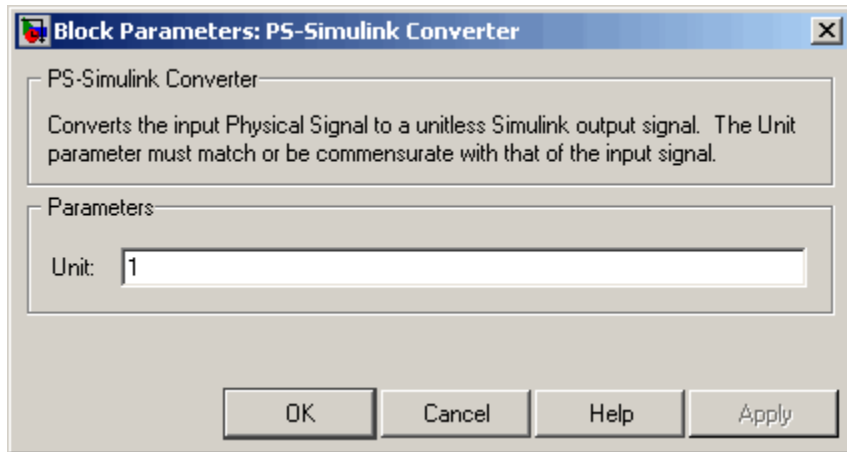 Block Parameters: PS-Simulink Converter
PS-Simulink Converter
Converts the input Physical Signal to a unitless Simulink output signal.  The Unit
parameter must match or be commensurate with that of the input signal.
Parameters
Unit: 1
OK Cancel Help Apply